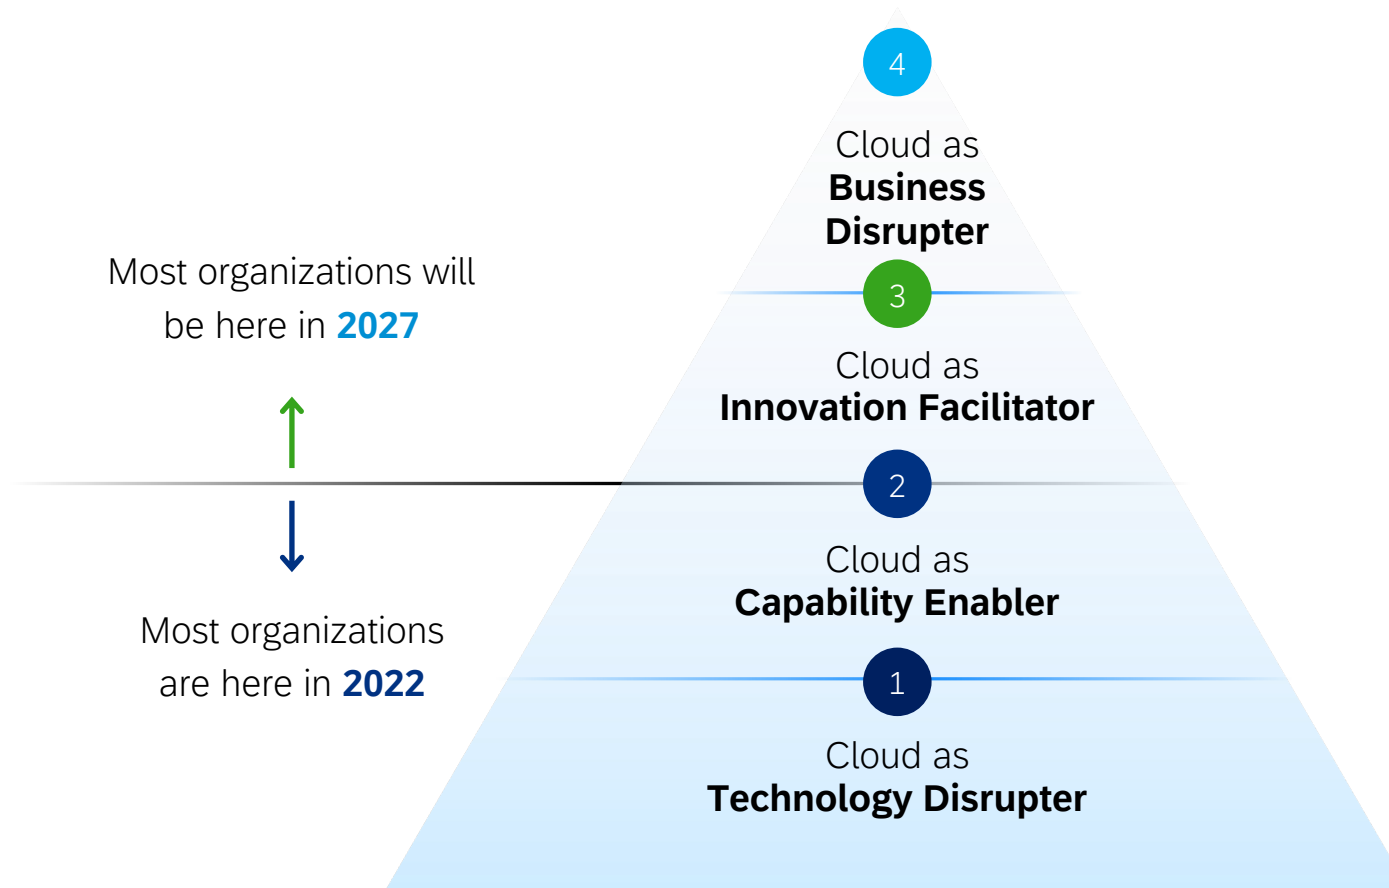 4
Cloud as
Business
Disrupter
Most organizations will
be here in 2027
3
Cloud as
Innovation Facilitator
2
Cloud as
Capability Enabler
Most organizations
are here in 2022
1
Cloud as
Technology Disrupter